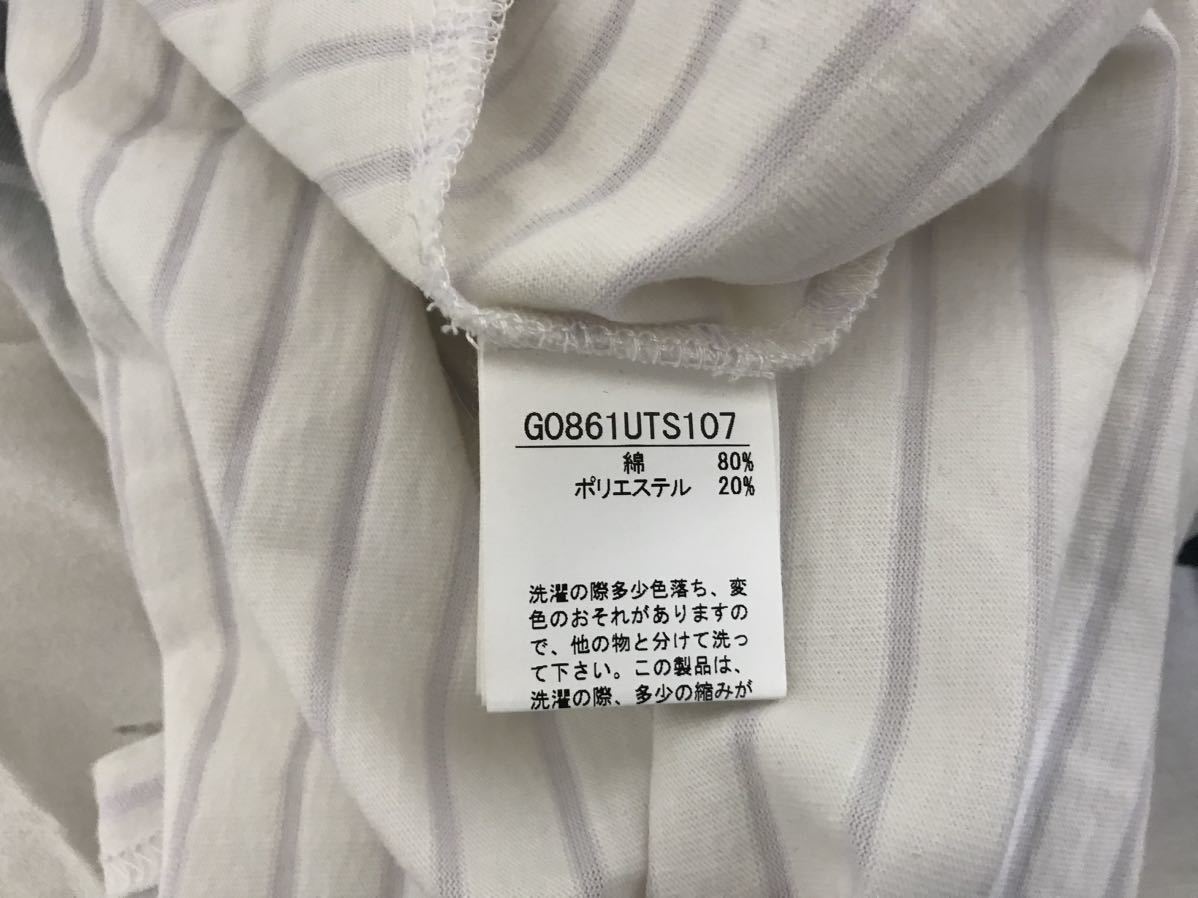 GO861UTS107
綿 80%
ポリエステル 20%
洗濯の際多少色落ち、変
色のおそれがありますの
で、他の物と分けて洗っ
て下さい。この製品は、
洗濯の際、多少の縮みが